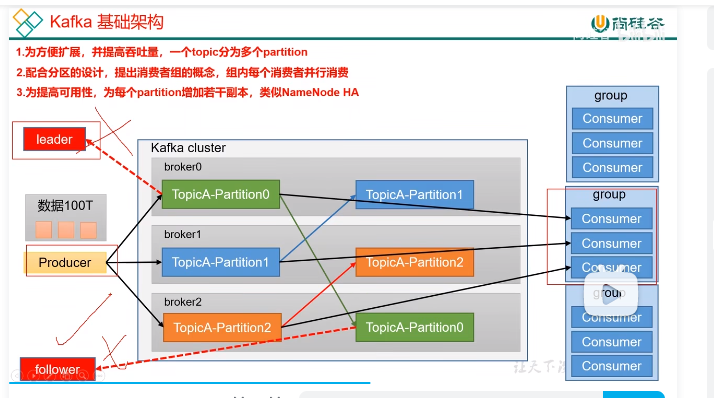 Kafka 基础架构
尚硅谷
1.为方便扩展，并提高吞吐量，一个topic分为多个partition
2.配合分区的设计，提出消费者组的概念，组内每个消费者并行消费
3.为提高可用性，为每个partition增加若干副本，类似NameNode HA
leader
数据100T
Producer
follower
Kafka cluster
broker0
TopicA-Partition0
TopicA-Partition1
broker1
TopicA-Partition1
TopicA-Partition2
broker2
TopicA-Partition2
TopicA-Partition0
group
Consumer
Consumer
Consumer
group
Consumer
Consumer
Consumer
group
Consumer
Consumer
Consumer
让天下